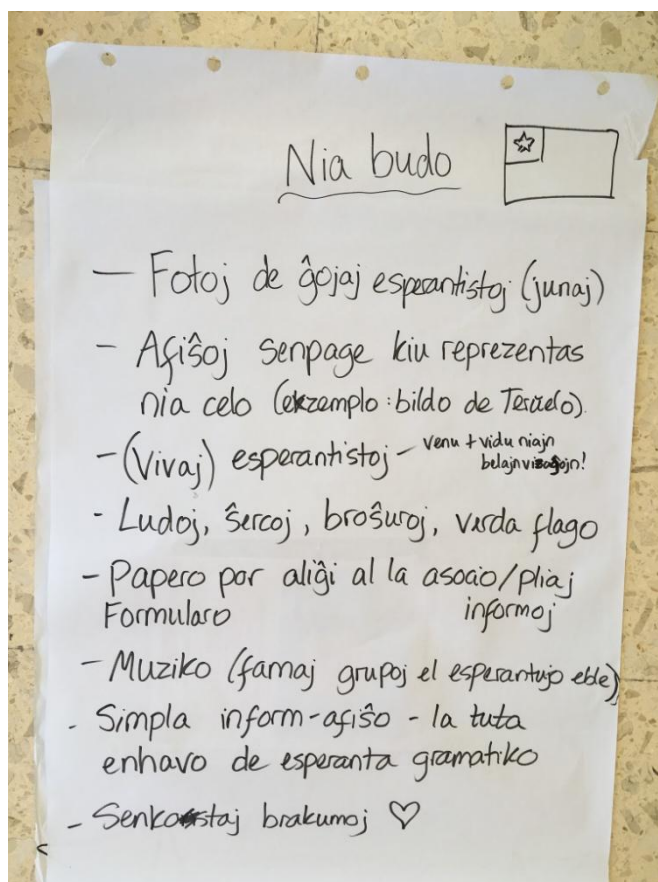 Nia budo
— Fotoj de ĝojaj esperantistoj (junaj)
- Afiŝoj senpage kiu reprezentas
nia celo (ekzemplo : bildo de Teruelo).
- (Vivaj) esperantistoj - venu + vidu niajn
belajn vizaĝojn!
- Ludoj, ŝercoj, broŝuroj, verda flago
- Papero por aliĝi al la asocio/pliaj
Formularo informoj
- Muziko (famaj grupoj el esperantujo eble)
- Simpla inform-afiŝo - la tuta
enhavo de esperanta gramatiko
- Senkostaj brakumoj ♡